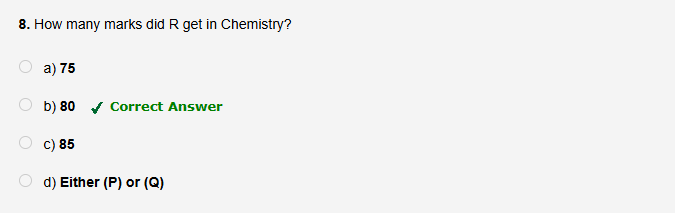 8. How many marks did R get in Chemistry?
a) 75
b) 80 ✓ Correct Answer
c) 85
d) Either (P) or (Q)